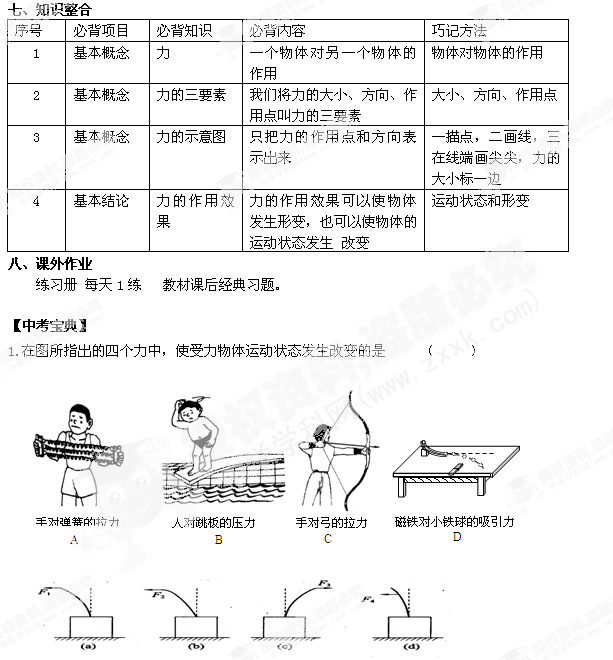 七、知识整合
序号 必背项目 必背知识 必背内容 巧记方法
1 基本概念 力 一个物体对另一个物体的 物体对物体的作用
作用
2 基本概念 力的三要素 我们将力的大小、方向、作 大小、方向、作用点
用点叫力的三要素
3 基本概念 力的示意图 只把力的作用点和方向表 一描点，二画线，三
示出来 在线端画尖尖，力的
大小标一边
4 基本结论 力的作用效 力的作用效果可以使物体 运动状态和形变
果 发生形变，也可以使物体的
运动状态发生 改变
八、课外作业
练习册 每天1练 教材课后经典习题。
【中考宝典】
1.在图所指出的四个力中，使受力物体运动状态发生改变的是 （ ）
手对弹簧的拉力 人对跳板的压力 手对弓的拉力 磁铁对小铁球的吸引力
A B C D
F₁ F₂ F₃ F₄
(a) (b) (c) (d)